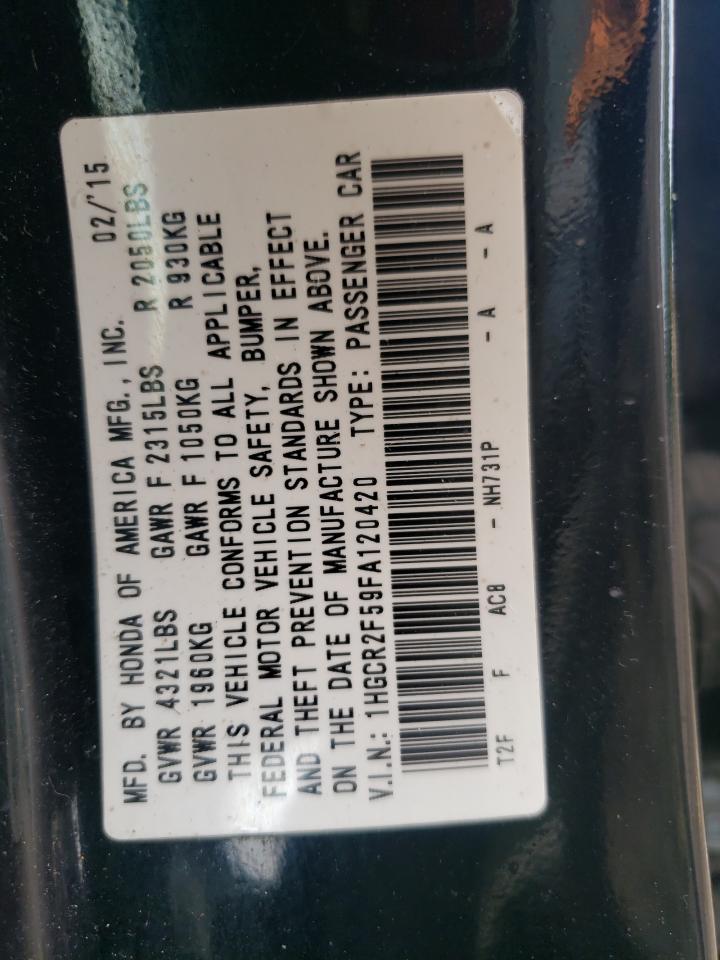 MFD. BY HONDA OF AMERICA MFG., INC. 02/'15
GVWR 4321LBS GAWR F 2315LBS R 2050LBS
GVWR 1960KG GAWR F 1050KG R 930KG
THIS VEHICLE CONFORMS TO ALL APPLICABLE
FEDERAL MOTOR VEHICLE SAFETY, BUMPER,
AND THEFT PREVENTION STANDARDS IN EFFECT
ON THE DATE OF MANUFACTURE SHOWN ABOVE.
V.I.N.: 1HGCR2F59FA120420 TYPE: PASSENGER CAR
T2F F AC8 - NH731P - A - A